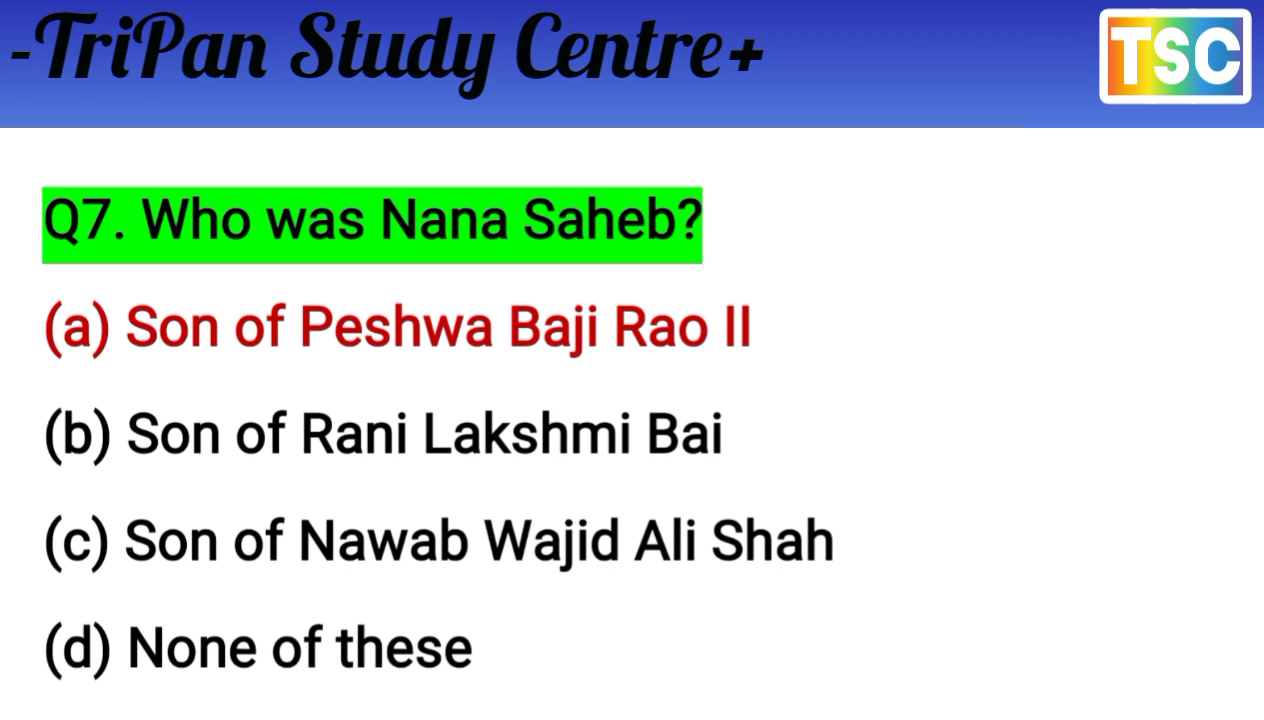 -TriPan Study Centre+
TSC
Q7. Who was Nana Saheb?
(a) Son of Peshwa Baji Rao II
(b) Son of Rani Lakshmi Bai
(c) Son of Nawab Wajid Ali Shah
(d) None of these